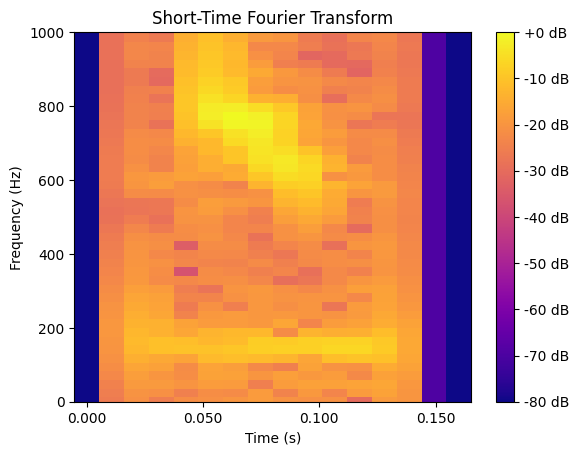 Short-Time Fourier Transform
1000
800
600
400
200
0
Frequency (Hz)
0.000
0.050
0.100
0.150
Time (s)
+0 dB
-10 dB
-20 dB
-30 dB
-40 dB
-50 dB
-60 dB
-70 dB
-80 dB